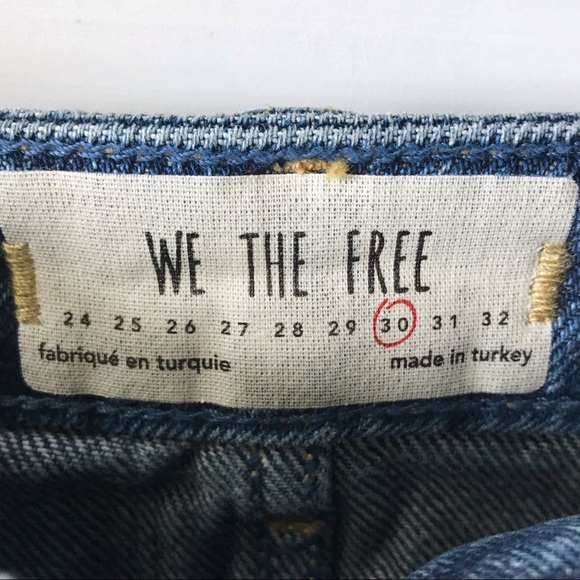 WE THE FREE
24 25 26 27 28 29 30 31 32
fabriqué en turquie made in turkey